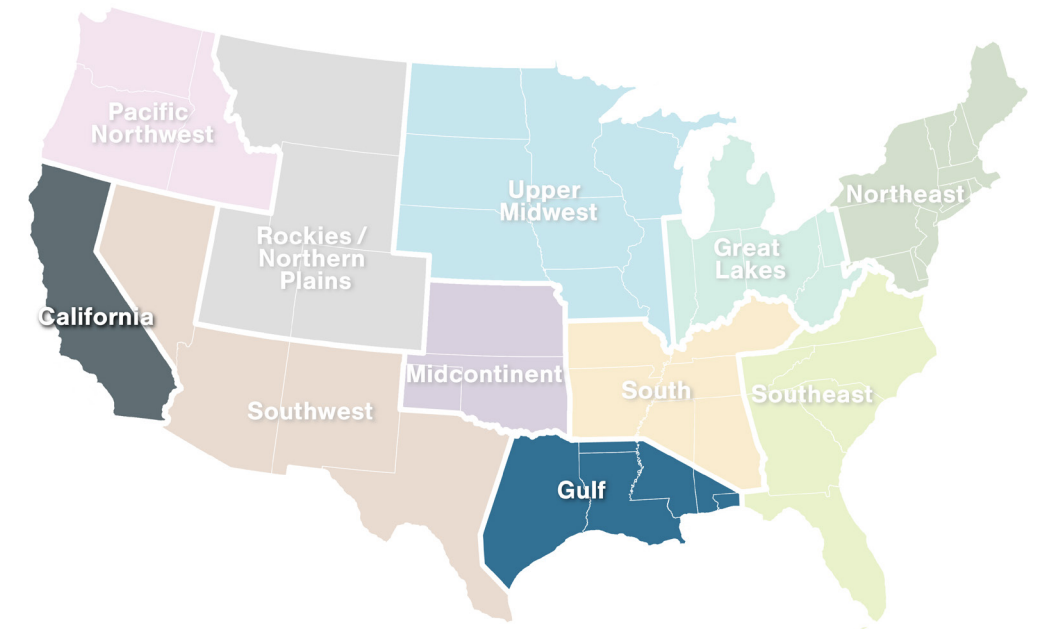 Pacific
Northwest
Northeast
Upper
Midwest
Rockies /
Northern
Plains
Great
Lakes
California
Midcontinent
South
Southeast
Southwest
Gulf